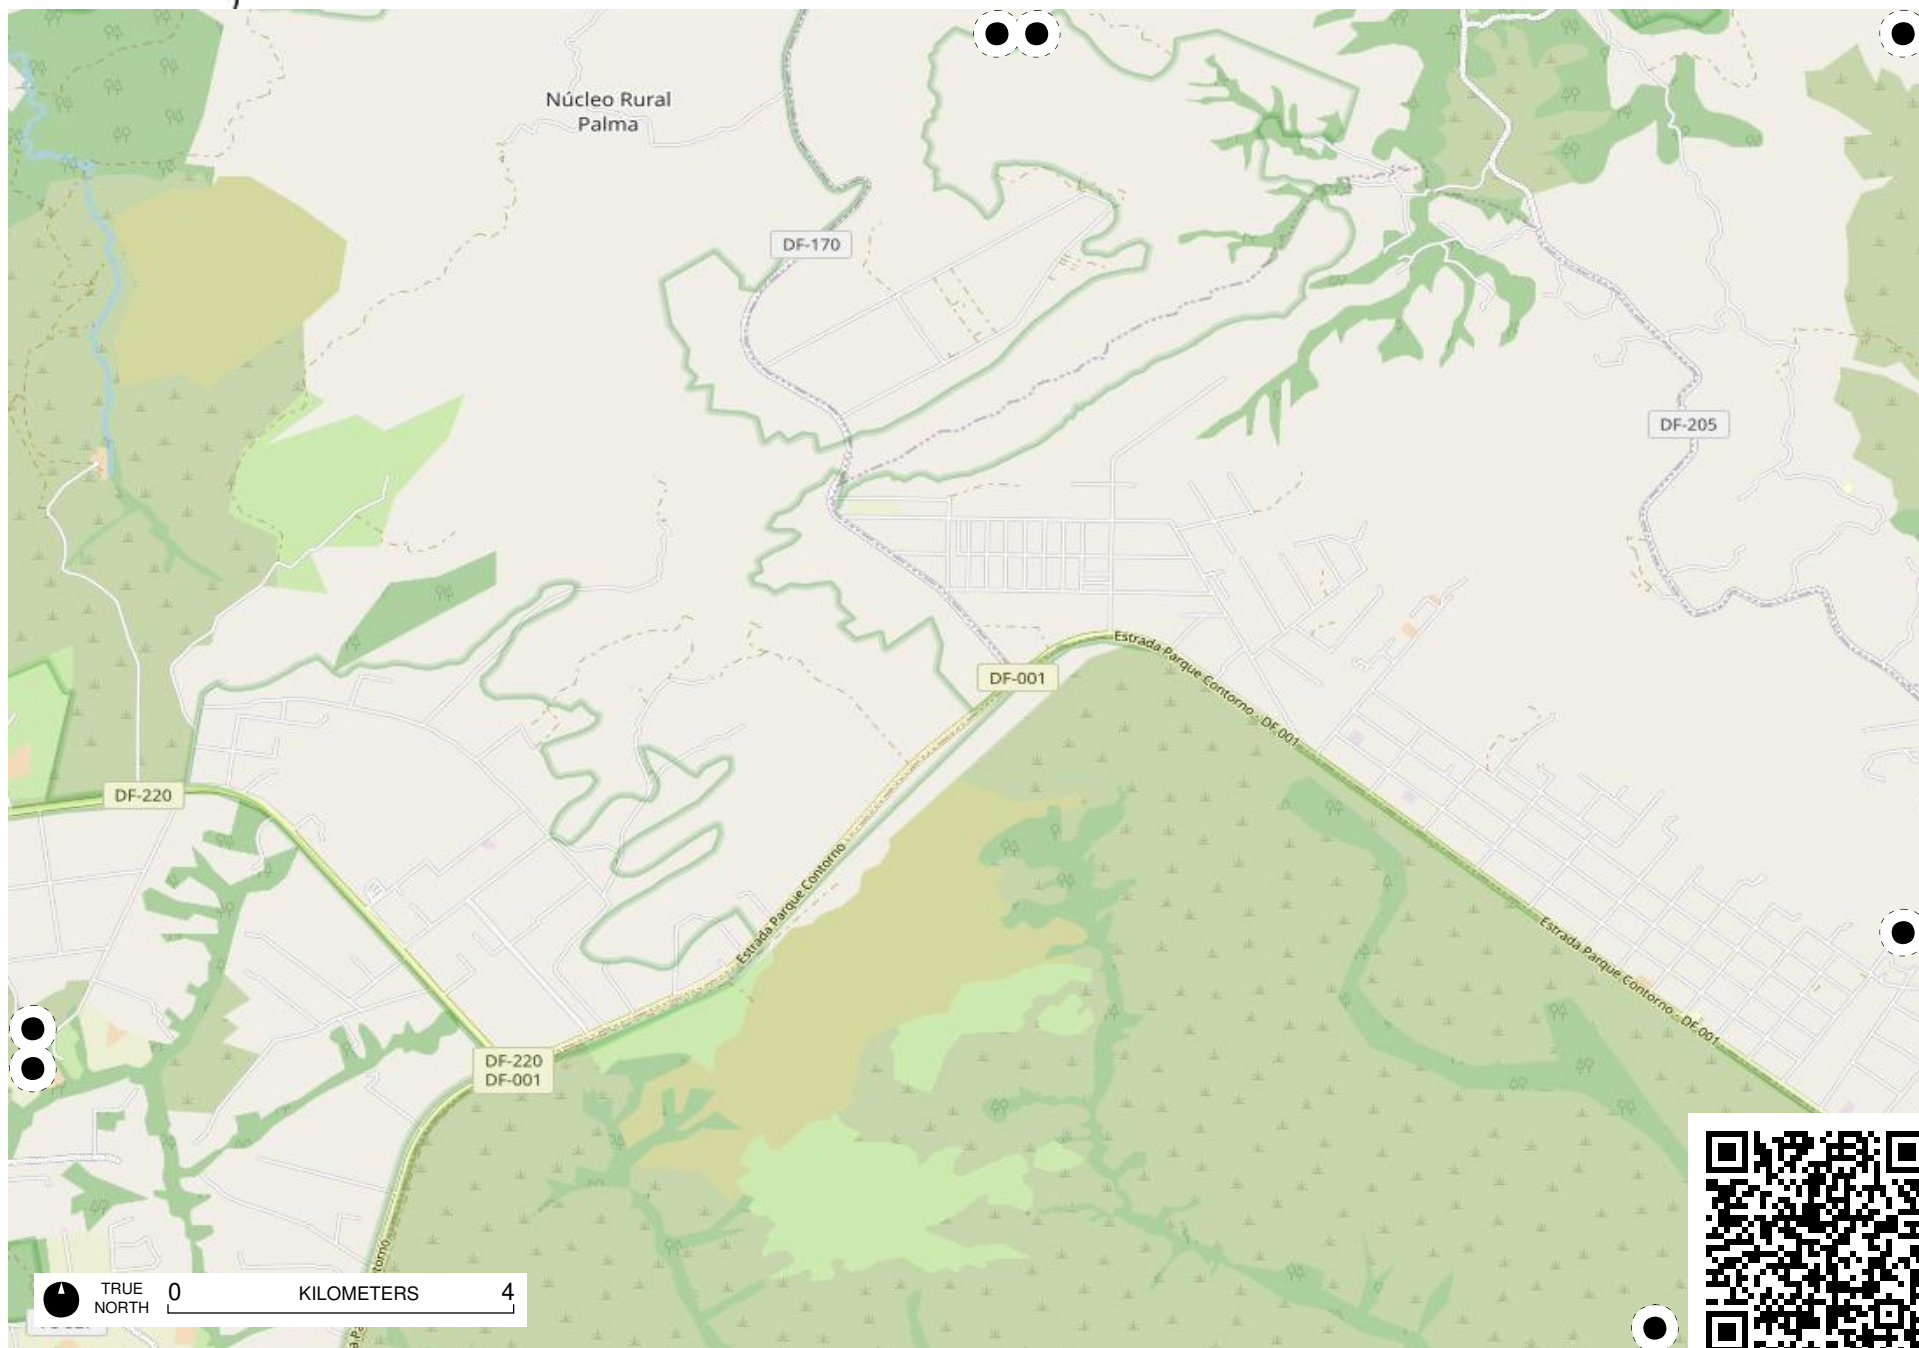 Núcleo Rural
Palma
DF-170
DF-205
Estrada Parque Contorno - DF 001
DF-001
DF-220
Estrada Parque Contorno
Estrada Parque Contorno - DF 001
DF-220
DF-001
TRUE
NORTH
0
KILOMETERS
4